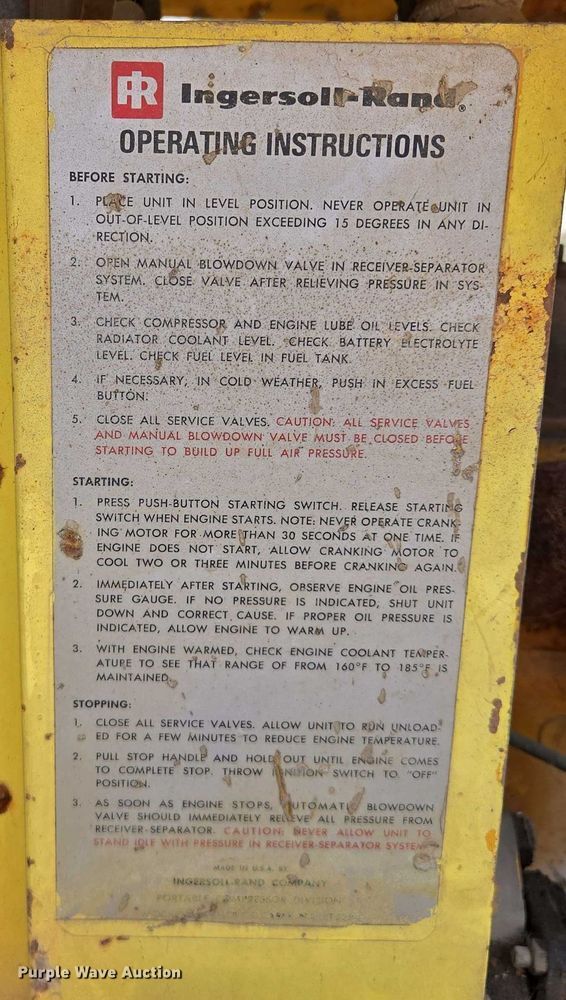 IR Ingersoll-Rand®
OPERATING INSTRUCTIONS
BEFORE STARTING:
1. PLACE UNIT IN LEVEL POSITION. NEVER OPERATE UNIT IN
OUT-OF-LEVEL POSITION EXCEEDING 15 DEGREES IN ANY DI-
RECTION.
2. OPEN MANUAL BLOWDOWN VALVE IN RECEIVER-SEPARATOR
SYSTEM. CLOSE VALVE AFTER RELIEVING PRESSURE IN SYS-
TEM.
3. CHECK COMPRESSOR AND ENGINE LUBE OIL LEVELS. CHECK
RADIATOR COOLANT LEVEL. CHECK BATTERY ELECTROLYTE
LEVEL. CHECK FUEL LEVEL IN FUEL TANK.
4. IF NECESSARY, IN COLD WEATHER, PUSH IN EXCESS FUEL
BUTTON.
5. CLOSE ALL SERVICE VALVES. CAUTION: ALL SERVICE VALVES
AND MANUAL BLOWDOWN VALVE MUST BE CLOSED BEFORE
STARTING TO BUILD UP FULL AIR PRESSURE.
STARTING:
1. PRESS PUSH-BUTTON STARTING SWITCH. RELEASE STARTING
SWITCH WHEN ENGINE STARTS. NOTE: NEVER OPERATE CRANK-
ING MOTOR FOR MORE THAN 30 SECONDS AT ONE TIME. IF
ENGINE DOES NOT START, ALLOW CRANKING MOTOR TO
COOL TWO OR THREE MINUTES BEFORE CRANKING AGAIN.
2. IMMEDIATELY AFTER STARTING, OBSERVE ENGINE OIL PRES-
SURE GAUGE. IF NO PRESSURE IS INDICATED, SHUT UNIT
DOWN AND CORRECT CAUSE. IF PROPER OIL PRESSURE IS
INDICATED, ALLOW ENGINE TO WARM UP.
3. WITH ENGINE WARMED, CHECK ENGINE COOLANT TEMPER-
ATURE TO SEE THAT RANGE OF FROM 160°F TO 185°F IS
MAINTAINED.
STOPPING:
1. CLOSE ALL SERVICE VALVES. ALLOW UNIT TO RUN UNLOAD-
ED FOR A FEW MINUTES TO REDUCE ENGINE TEMPERATURE.
2. PULL STOP HANDLE AND HOLD OUT UNTIL ENGINE COMES
TO COMPLETE STOP. THROW IGNITION SWITCH TO "OFF"
POSITION.
3. AS SOON AS ENGINE STOPS, AUTOMATIC BLOWDOWN
VALVE SHOULD IMMEDIATELY RELIEVE ALL PRESSURE FROM
RECEIVER-SEPARATOR. CAUTION: NEVER ALLOW UNIT TO
STAND IDLE WITH PRESSURE IN RECEIVER-SEPARATOR SYSTEM.
MADE IN U.S.A. BY
INGERSOLL-RAND COMPANY
PORTABLE COMPRESSOR DIVISION
Purple Wave Auction